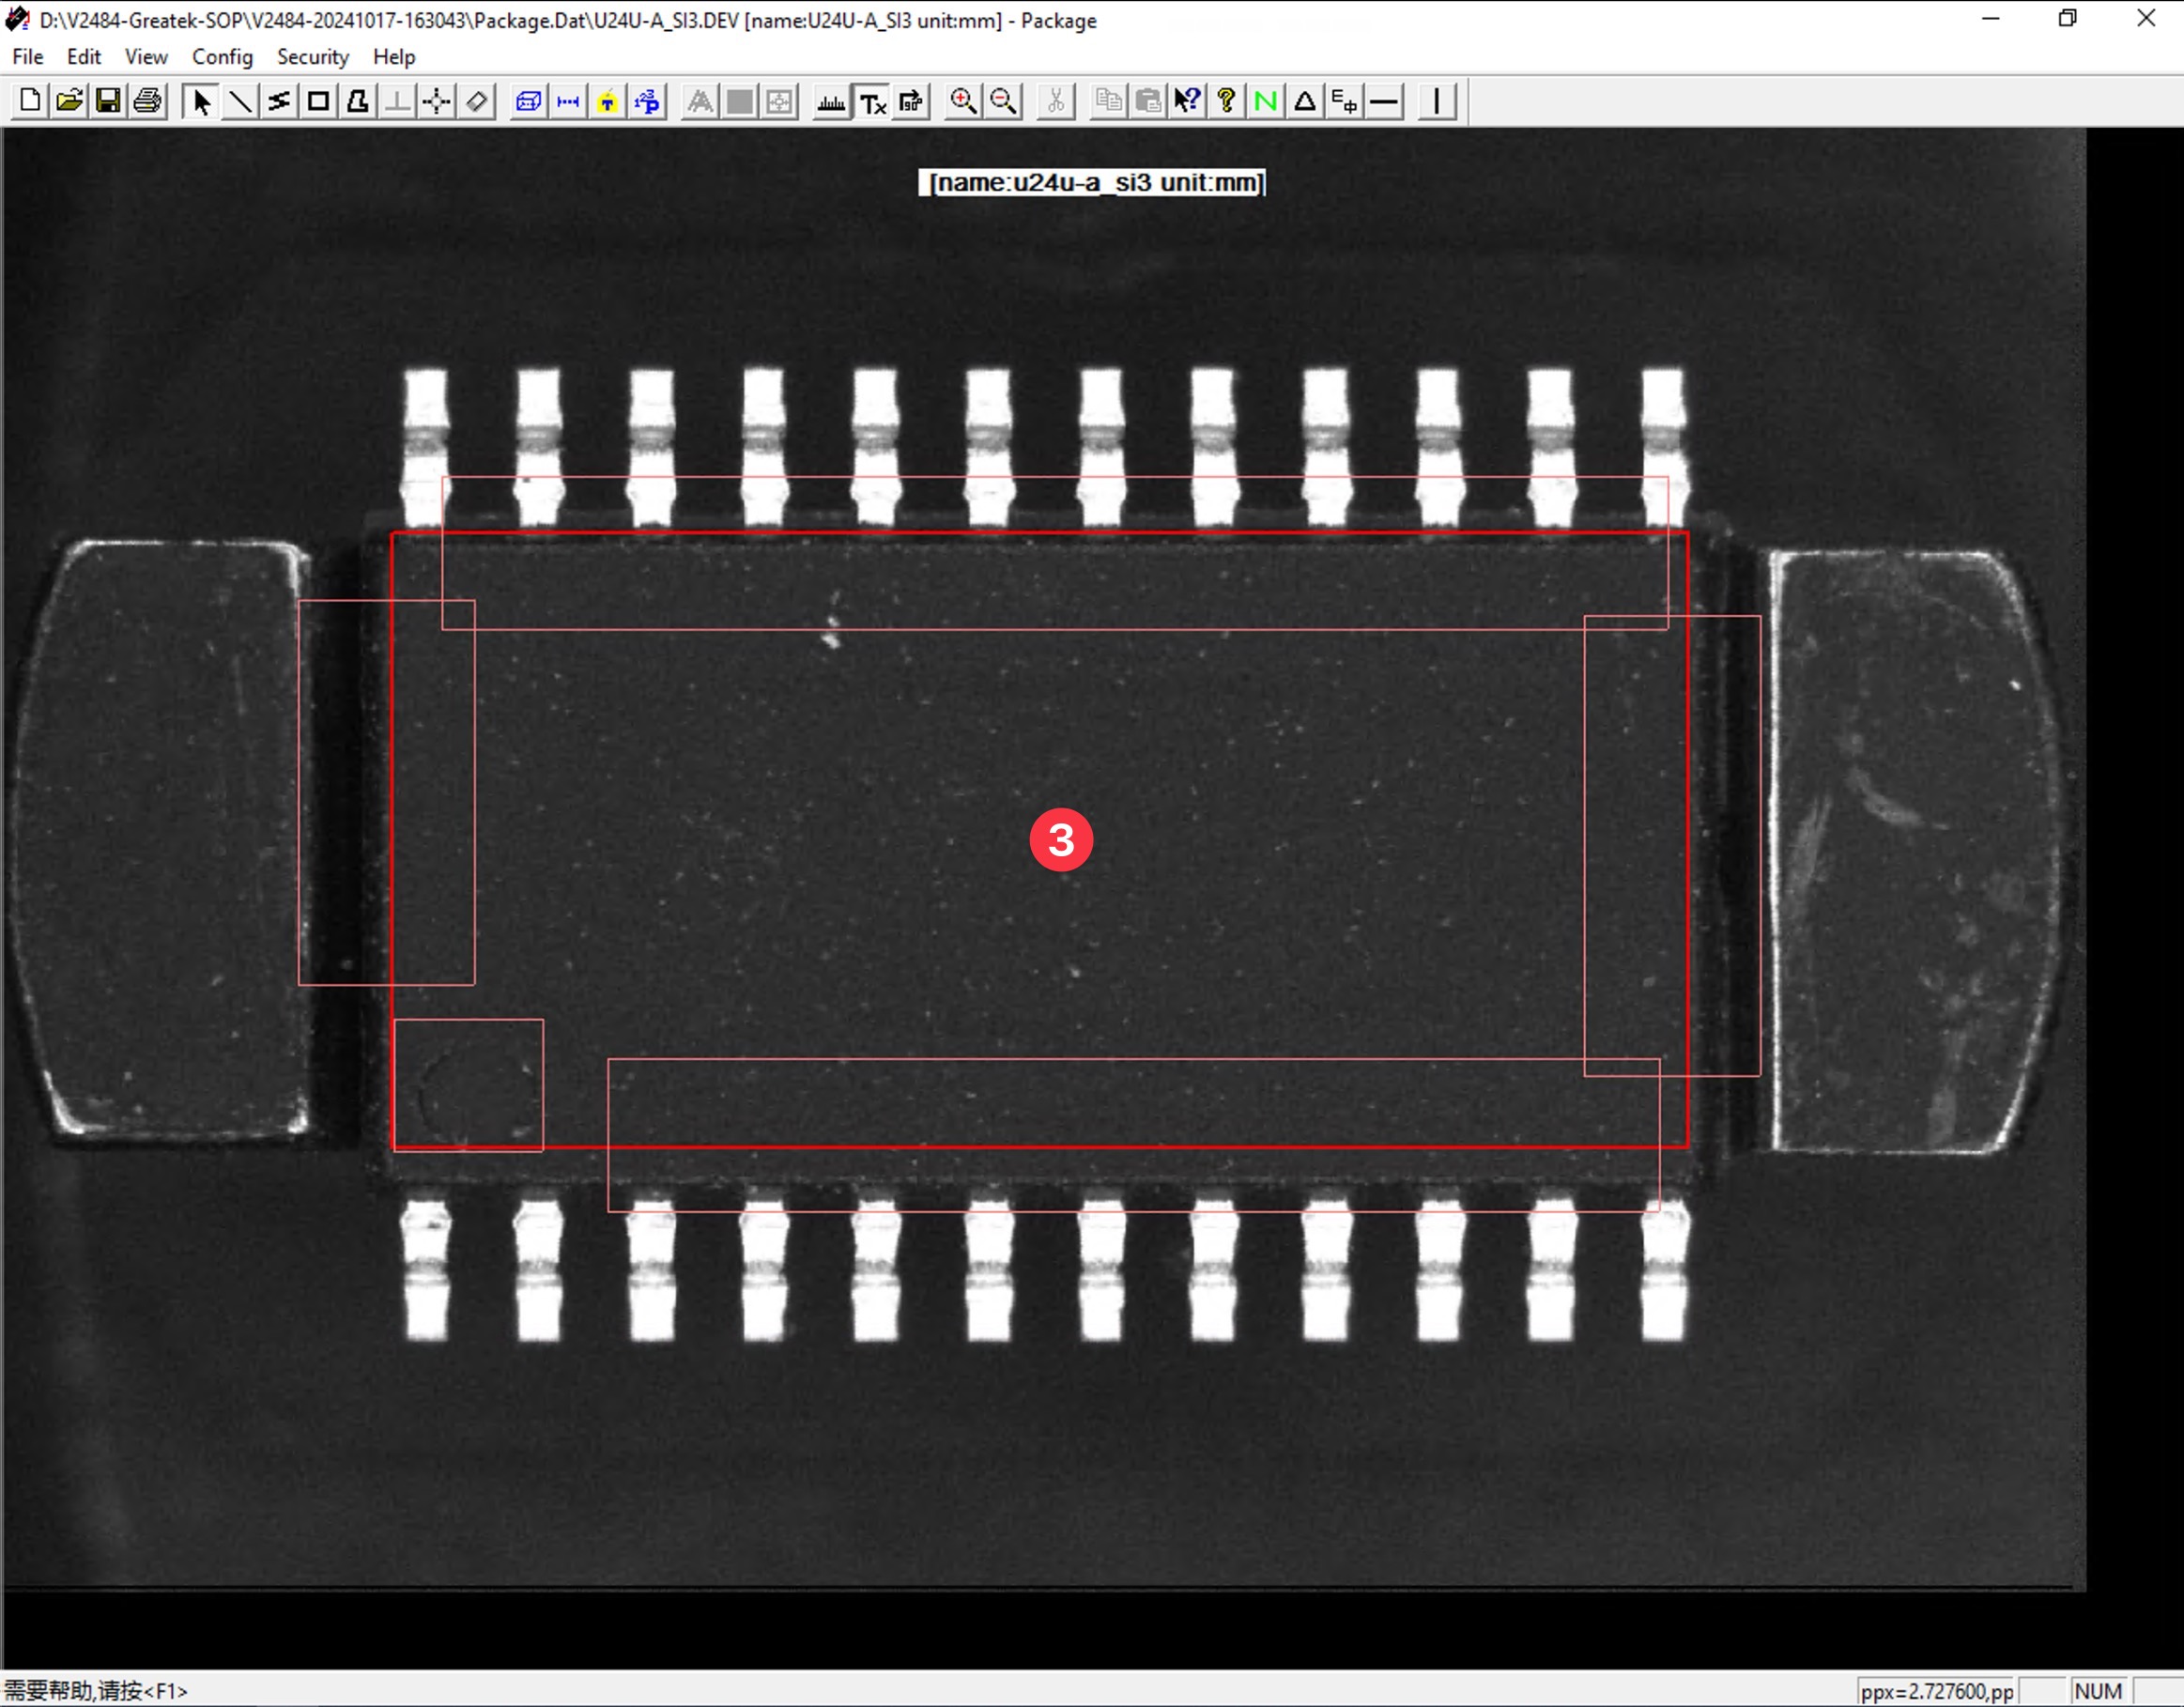 D:\V2484-Greatek-SOP\V2484-20241017-163043\Package.Dat\U24U-A_SI3.DEV [name:U24U-A_SI3 unit:mm] - Package
File Edit View Config Security Help
Tx 90°
[name:u24u-a_si3 unit:mm]
3
需要帮助,请按<F1>
ppx=2.727600,pp NUM